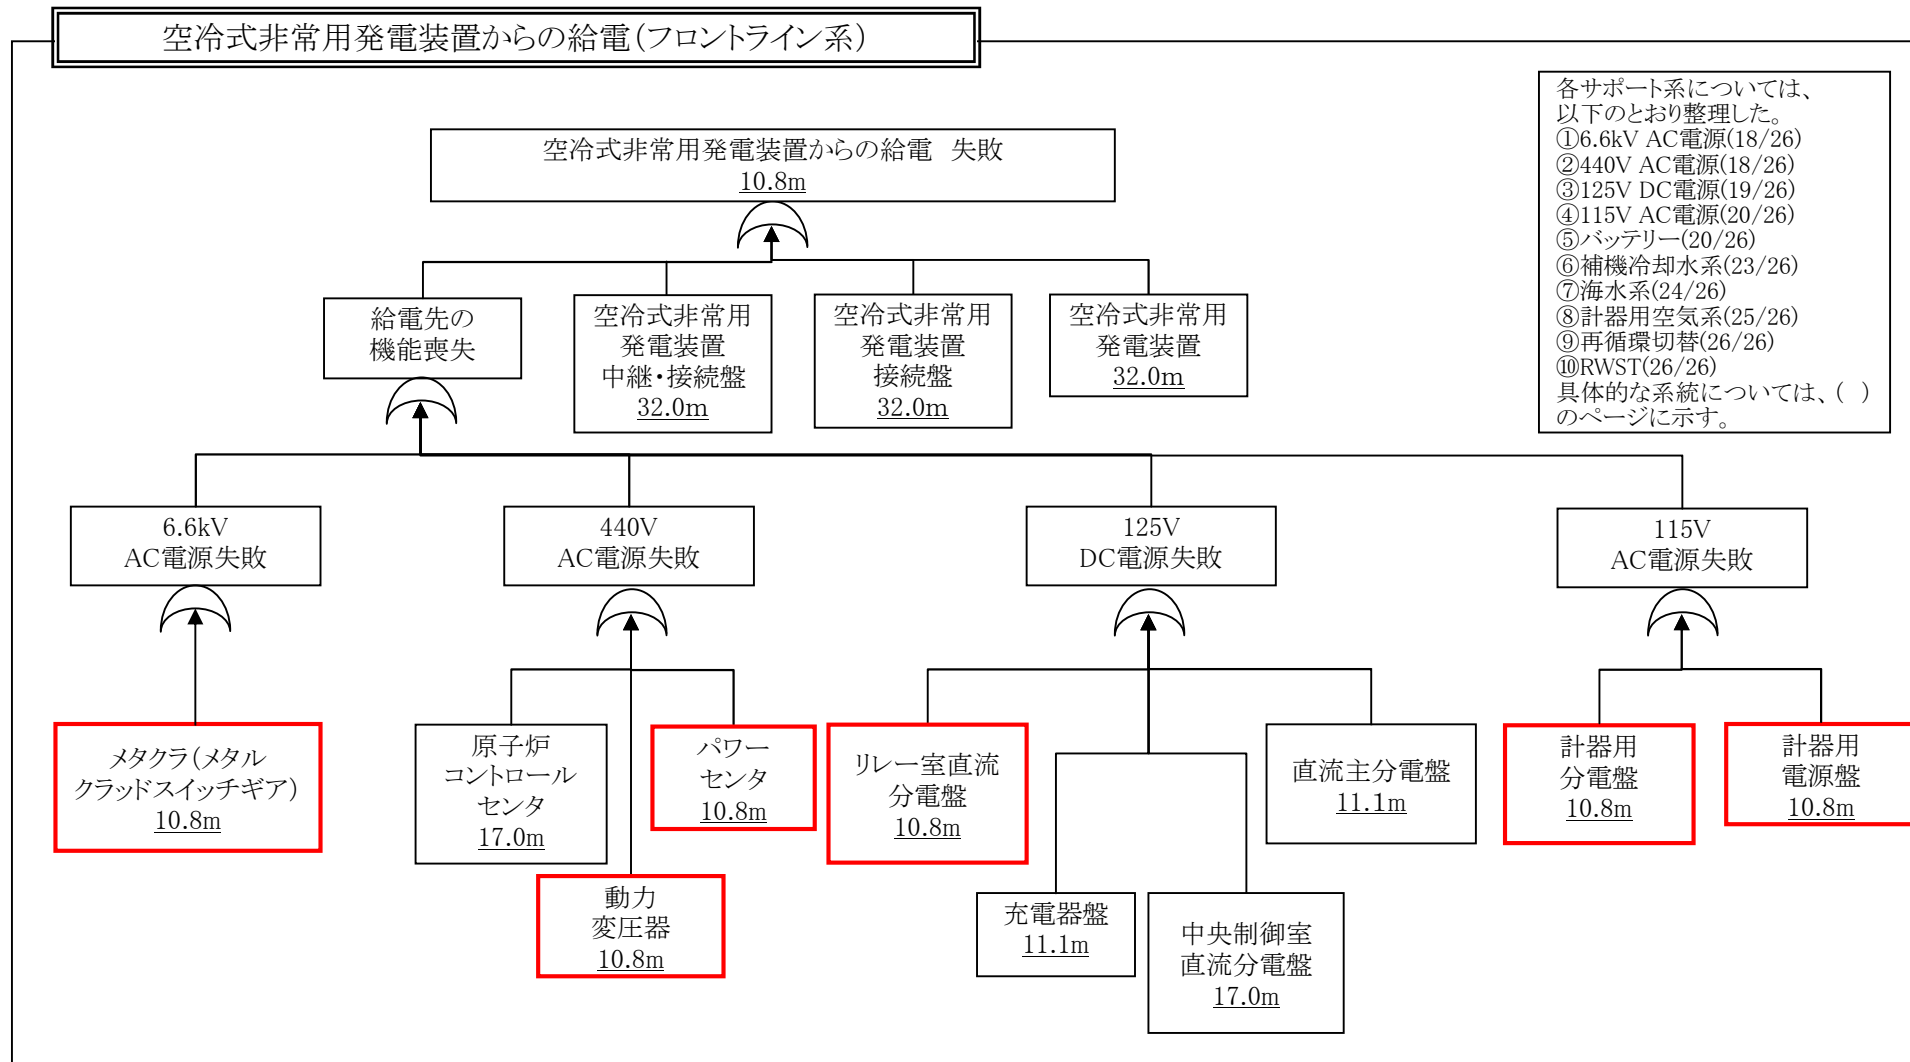 空冷式非常用発電装置からの給電(フロントライン系)
各サポート系については、
以下のとおり整理した。
①6.6kV AC電源(18/26)
②440V AC電源(18/26)
③125V DC電源(19/26)
④115V AC電源(20/26)
⑤バッテリー(20/26)
⑥補機冷却水系(23/26)
⑦海水系(24/26)
⑧計器用空気系(25/26)
⑨再循環切替(26/26)
⑩RWST(26/26)
具体的な系統については、( )
のページに示す。
空冷式非常用発電装置からの給電 失敗
10.8m
給電先の
機能喪失
空冷式非常用
発電装置
中継・接続盤
32.0m
空冷式非常用
発電装置
接続盤
32.0m
空冷式非常用
発電装置
32.0m
6.6kV
AC電源失敗
440V
AC電源失敗
125V
DC電源失敗
115V
AC電源失敗
メタクラ(メタル
クラッドスイッチギア)
10.8m
原子炉
コントロール
センタ
17.0m
動力
変圧器
10.8m
パワー
センタ
10.8m
リレー室直流
分電盤
10.8m
充電器盤
11.1m
中央制御室
直流分電盤
17.0m
直流主分電盤
11.1m
計器用
分電盤
10.8m
計器用
電源盤
10.8m